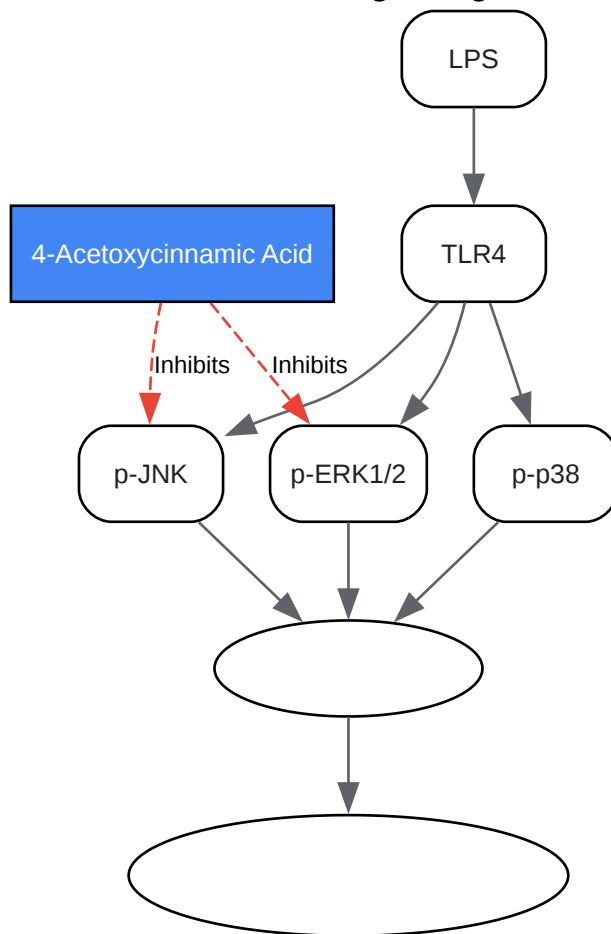 LPS
4-Acetoxycinnamic Acid
TLR4
Inhibits
Inhibits
p-JNK
p-ERK1/2
p-p38